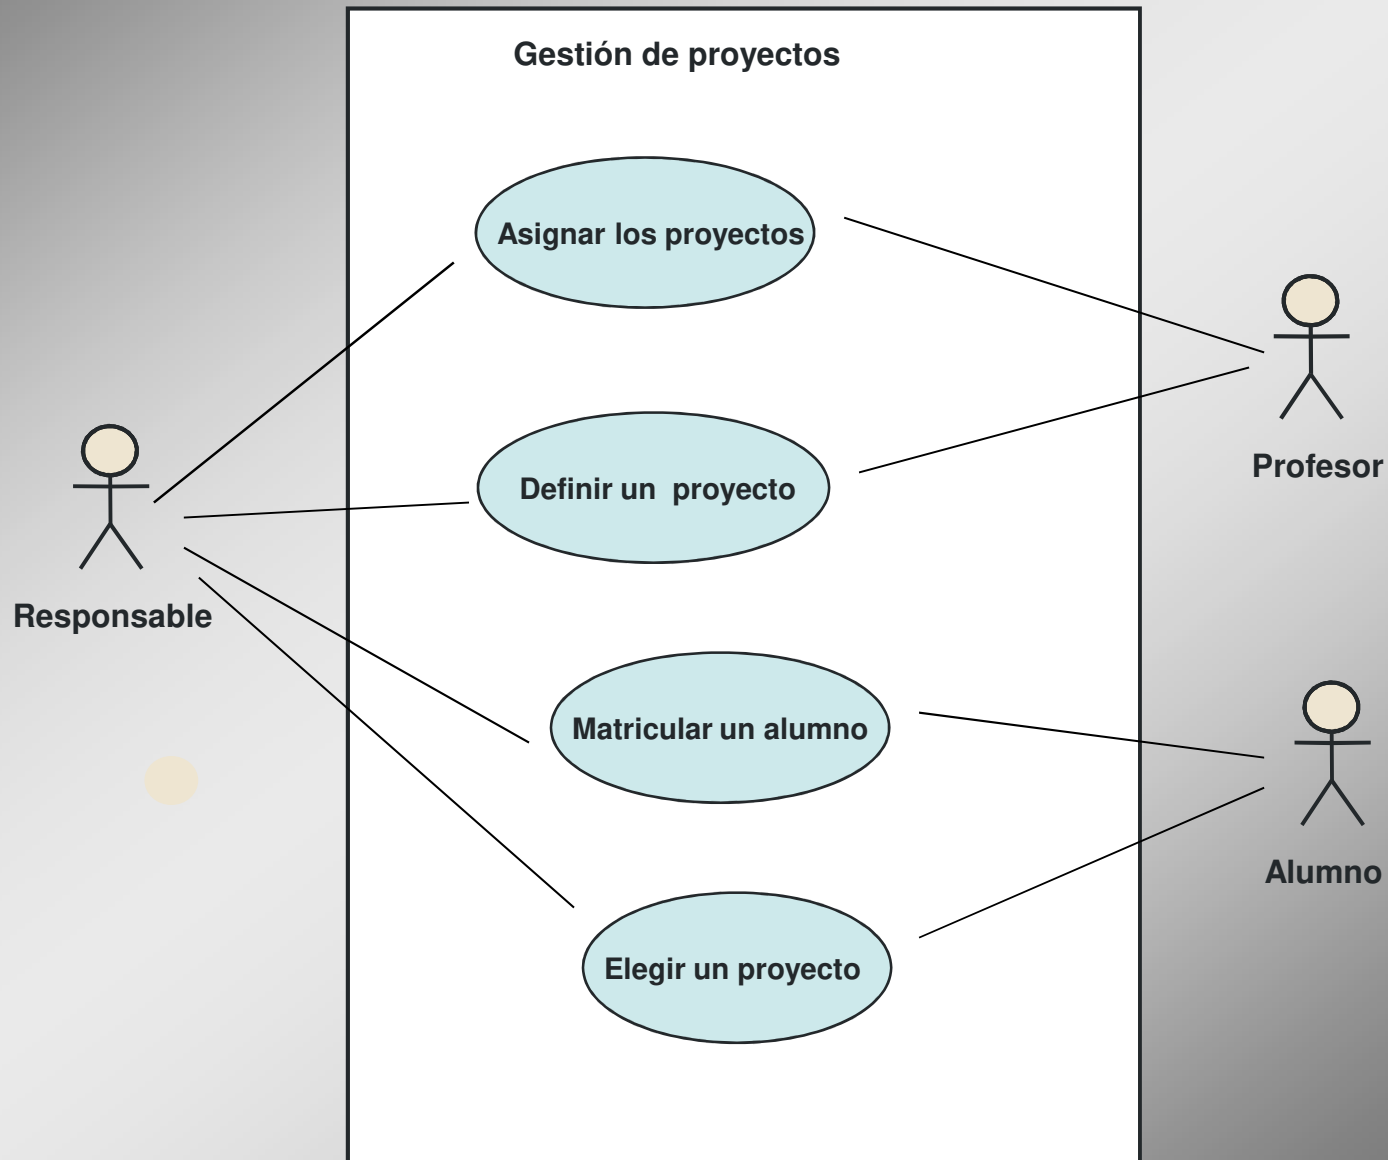 Gestión de proyectos
Asignar los proyectos
Definir un  proyecto
Profesor
Responsable
Matricular un alumno
Alumno
Elegir un proyecto